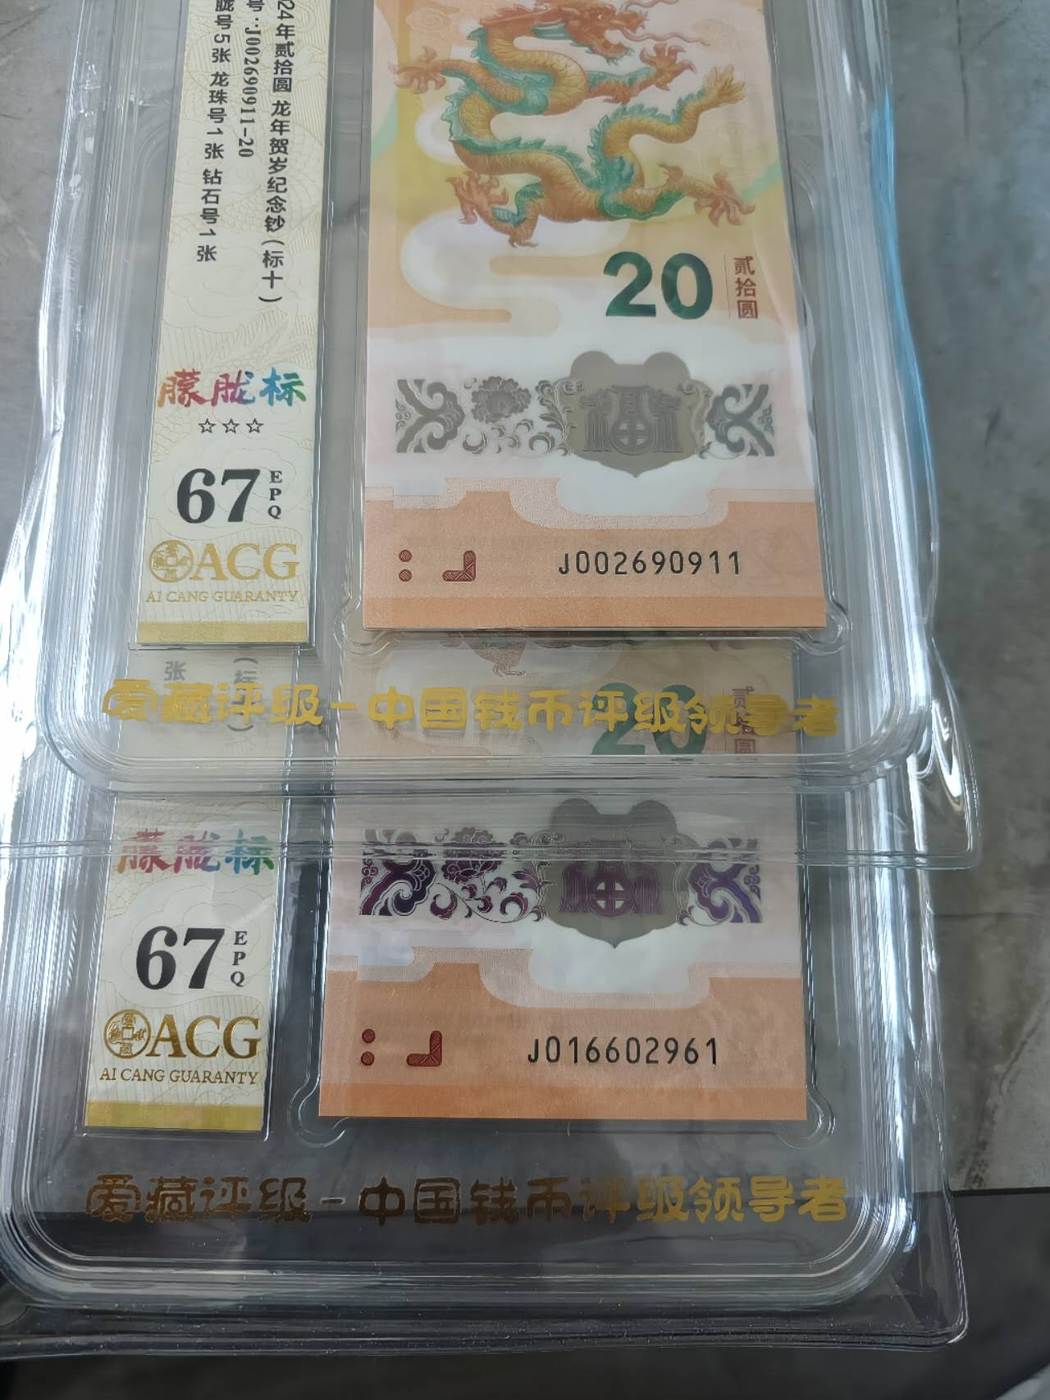 24年贰拾圆 龙年贺岁纪念钞(标十)
号:J002690911-20
胧号5张 龙珠号1张 钻石号1张
朦胧标
☆☆☆
67
EPQ
ACG
AI CANG GUARANTY
20
贰拾圆
J002690911
爱藏评级-中国钱币评级领导者
张
(标
)
20
贰拾圆
朦胧标
67
EPQ
ACG
AI CANG GUARANTY
J016602961
爱藏评级-中国钱币评级领导者